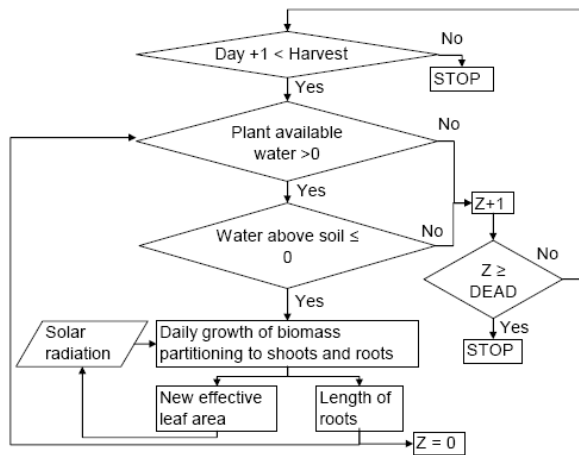 Day +1 < Harvest
No
STOP
Yes
Plant available
water >0
No
Yes
Z+1
Water above soil ≤
0
No
No
Z ≥
DEAD
Yes
Yes
STOP
Solar
radiation
Daily growth of biomass
partitioning to shoots and roots
New effective
leaf area
Length of
roots
Z = 0